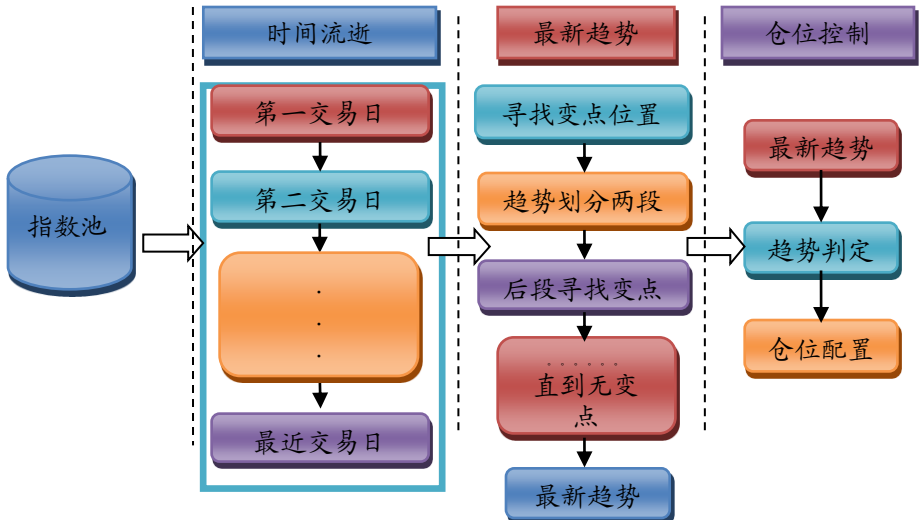 时间流逝
最新趋势
仓位控制
指数池
第一交易日
第二交易日
.
.
.
最近交易日
寻找变点位置
趋势划分两段
后段寻找变点
......
直到无变
点
最新趋势
最新趋势
趋势判定
仓位配置